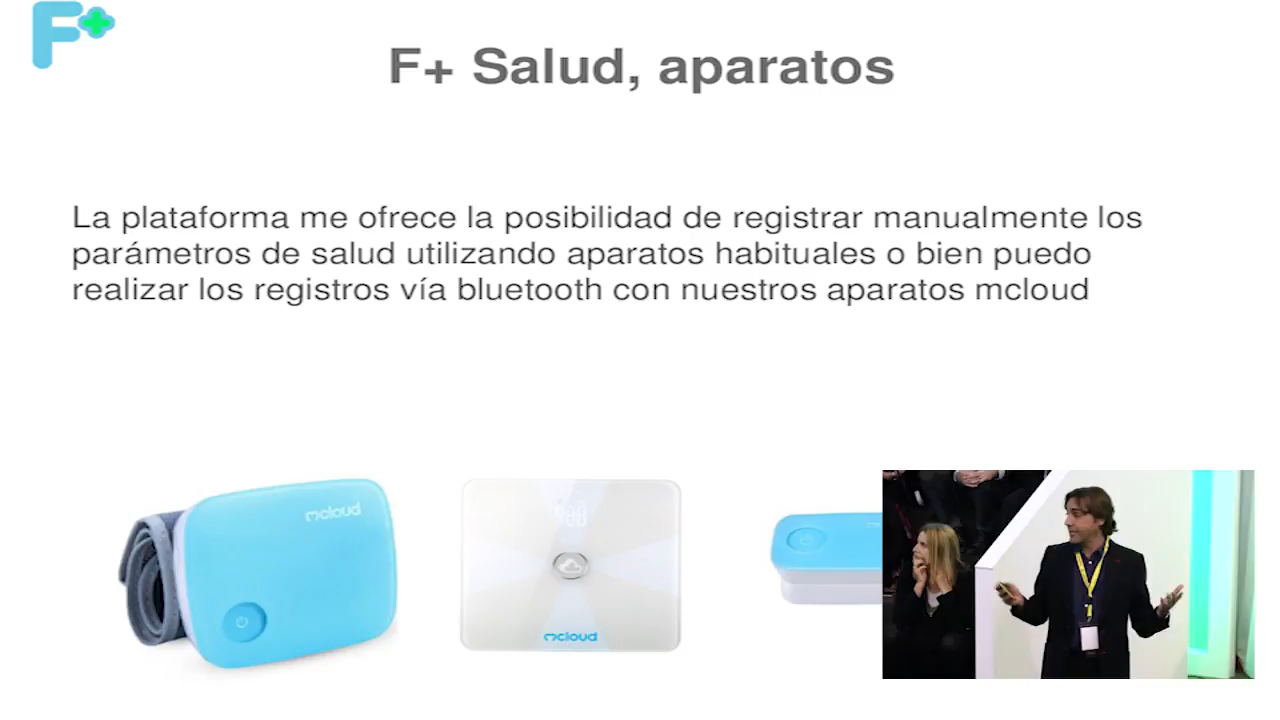 F+
F+ Salud, aparatos
La plataforma me ofrece la posibilidad de registrar manualmente los
parámetros de salud utilizando aparatos habituales o bien puedo
realizar los registros vía bluetooth con nuestros aparatos mcloud
mcloud
mcloud